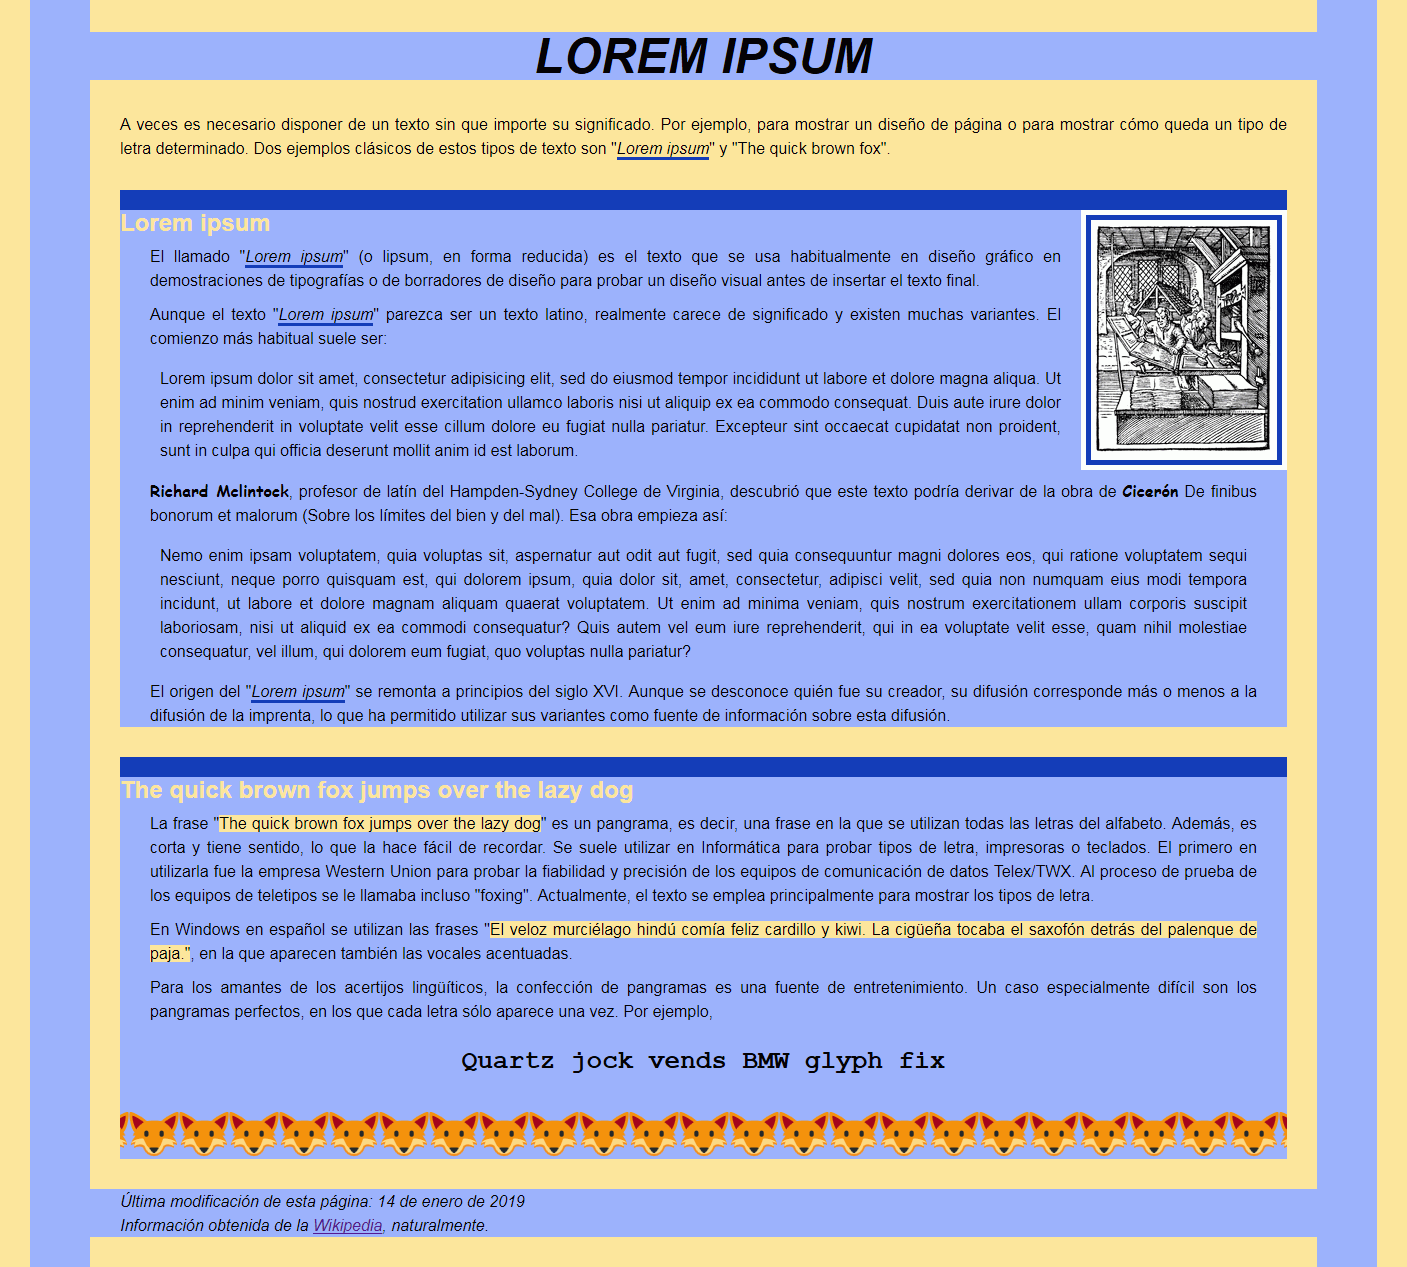 LOREM IPSUM
A veces es necesario disponer de un texto sin que importe su significado. Por ejemplo, para mostrar un diseño de página o para mostrar cómo queda un tipo de
letra determinado. Dos ejemplos clásicos de estos tipos de texto son "Lorem ipsum" y "The quick brown fox".
Lorem ipsum
El llamado "Lorem ipsum" (o lipsum, en forma reducida) es el texto que se usa habitualmente en diseño gráfico en
demostraciones de tipografías o de borradores de diseño para probar un diseño visual antes de insertar el texto final.
Aunque el texto "Lorem ipsum" parezca ser un texto latino, realmente carece de significado y existen muchas variantes. El
comienzo más habitual suele ser:
Lorem ipsum dolor sit amet, consectetur adipisicing elit, sed do eiusmod tempor incididunt ut labore et dolore magna aliqua. Ut
enim ad minim veniam, quis nostrud exercitation ullamco laboris nisi ut aliquip ex ea commodo consequat. Duis aute irure dolor
in reprehenderit in voluptate velit esse cillum dolore eu fugiat nulla pariatur. Excepteur sint occaecat cupidatat non proident,
sunt in culpa qui officia deserunt mollit anim id est laborum.
Richard Mclintock, profesor de latín del Hampden-Sydney College de Virginia, descubrió que este texto podría derivar de la obra de Cicerón De finibus
bonorum et malorum (Sobre los límites del bien y del mal). Esa obra empieza así:
Nemo enim ipsam voluptatem, quia voluptas sit, aspernatur aut odit aut fugit, sed quia consequuntur magni dolores eos, qui ratione voluptatem sequi
nesciunt, neque porro quisquam est, qui dolorem ipsum, quia dolor sit, amet, consectetur, adipisci velit, sed quia non numquam eius modi tempora
incidunt, ut labore et dolore magnam aliquam quaerat voluptatem. Ut enim ad minima veniam, quis nostrum exercitationem ullam corporis suscipit
laboriosam, nisi ut aliquid ex ea commodi consequatur? Quis autem vel eum iure reprehenderit, qui in ea voluptate velit esse, quam nihil molestiae
consequatur, vel illum, qui dolorem eum fugiat, quo voluptas nulla pariatur?
El origen del "Lorem ipsum" se remonta a principios del siglo XVI. Aunque se desconoce quién fue su creador, su difusión corresponde más o menos a la
difusión de la imprenta, lo que ha permitido utilizar sus variantes como fuente de información sobre esta difusión.
The quick brown fox jumps over the lazy dog
La frase "The quick brown fox jumps over the lazy dog" es un pangrama, es decir, una frase en la que se utilizan todas las letras del alfabeto. Además, es
corta y tiene sentido, lo que la hace fácil de recordar. Se suele utilizar en Informática para probar tipos de letra, impresoras o teclados. El primero en
utilizarla fue la empresa Western Union para probar la fiabilidad y precisión de los equipos de comunicación de datos Telex/TWX. Al proceso de prueba de
los equipos de teletipos se le llamaba incluso "foxing". Actualmente, el texto se emplea principalmente para mostrar los tipos de letra.
En Windows en español se utilizan las frases "El veloz murciélago hindú comía feliz cardillo y kiwi. La cigüeña tocaba el saxofón detrás del palenque de
paja.", en la que aparecen también las vocales acentuadas.
Para los amantes de los acertijos lingüíticos, la confección de pangramas es una fuente de entretenimiento. Un caso especialmente difícil son los
pangramas perfectos, en los que cada letra sólo aparece una vez. Por ejemplo,
Quartz jock vends BMW glyph fix
Última modificación de esta página: 14 de enero de 2019
Información obtenida de la Wikipedia, naturalmente.